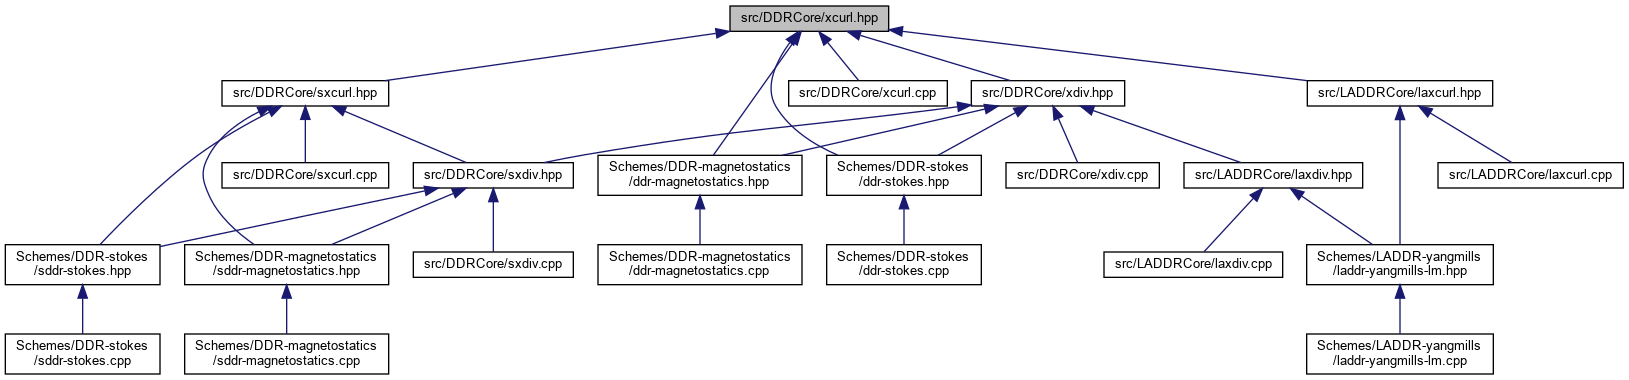 src/DDRCore/xcurl.hpp
src/DDRCore/sxcurl.hpp
src/DDRCore/xcurl.cpp
src/DDRCore/xdiv.hpp
src/LADDRCore/laxcurl.hpp
src/DDRCore/sxcurl.cpp
src/DDRCore/sxdiv.hpp
Schemes/DDR-magnetostatics
/ddr-magnetostatics.hpp
Schemes/DDR-stokes
/ddr-stokes.hpp
src/DDRCore/xdiv.cpp
src/LADDRCore/laxdiv.hpp
src/LADDRCore/laxcurl.cpp
Schemes/DDR-stokes
/sddr-stokes.hpp
Schemes/DDR-magnetostatics
/sddr-magnetostatics.hpp
src/DDRCore/sxdiv.cpp
Schemes/DDR-magnetostatics
/ddr-magnetostatics.cpp
Schemes/DDR-stokes
/ddr-stokes.cpp
src/LADDRCore/laxdiv.cpp
Schemes/LADDR-yangmills
/laddr-yangmills-lm.hpp
Schemes/DDR-stokes
/sddr-stokes.cpp
Schemes/DDR-magnetostatics
/sddr-magnetostatics.cpp
Schemes/LADDR-yangmills
/laddr-yangmills-lm.cpp